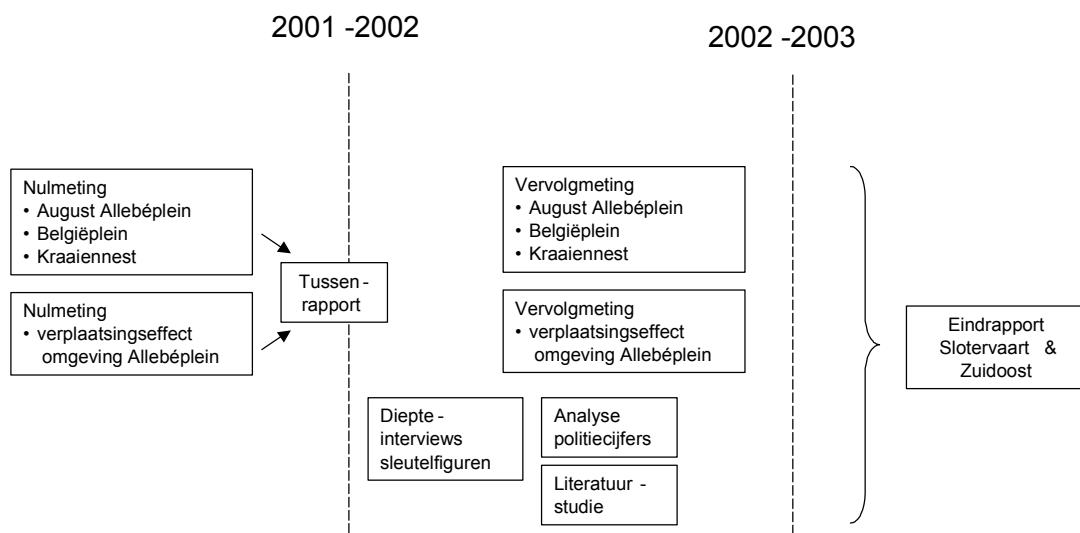 2001 -2002
2002 -2003
Nulmeting
• August Allebéplein
• Belgiëplein
• Kraaiennest
Nulmeting
• verplaatsingseffect
omgeving Allebéplein
Tussen -
rapport
Vervolgmeting
• August Allebéplein
• Belgiëplein
• Kraaiennest
Vervolgmeting
• verplaatsingseffect
omgeving Allebéplein
Diepte -
interviews
sleutelfiguren
Analyse
politiecijfers
Literatuur -
studie
Eindrapport
Slotervaart &
Zuidoost